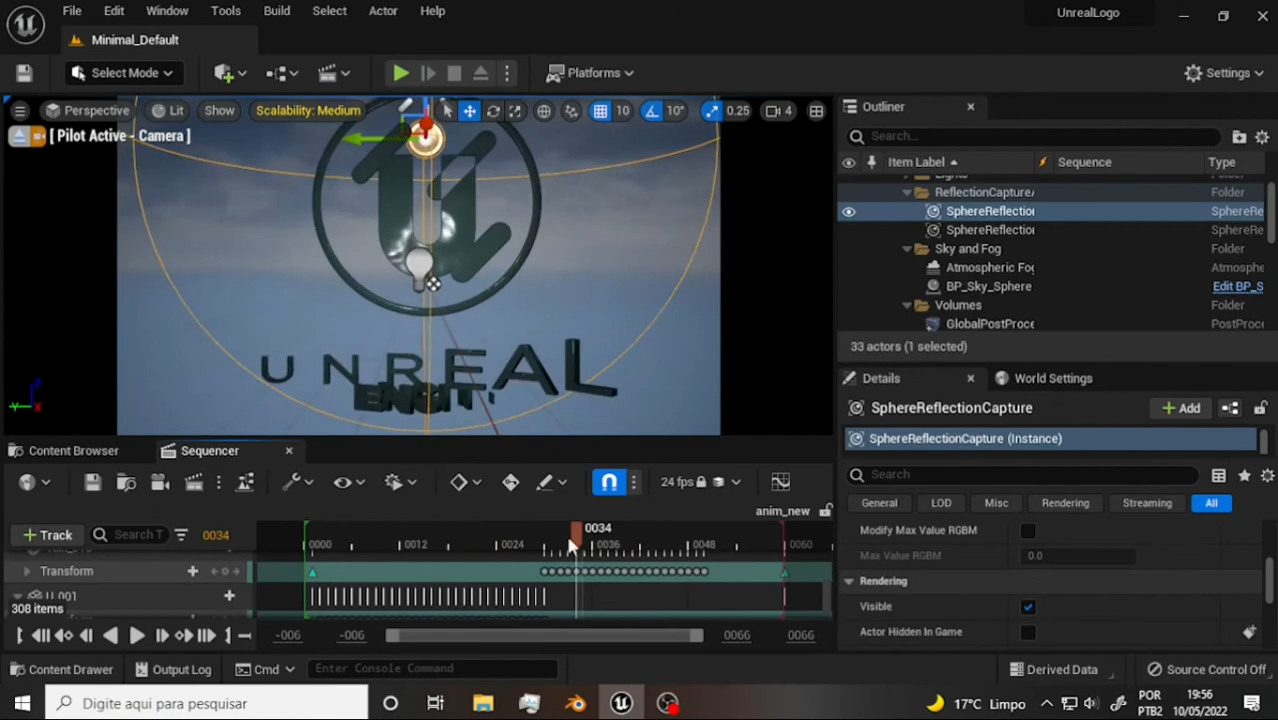 File Edit Window Tools Build Select Actor Help
UnrealLogo
Minimal_Default
Select Mode
Platforms
Settings
Perspective Lit Show Scalability: Medium 10 10° 0.25 4
[ Pilot Active - Camera ]
UNREAL
Outliner
Search...
Item Label Sequence Type
Lights Folder
ReflectionCapture Folder
SphereReflection SphereRe
SphereReflection SphereRe
Sky and Fog Folder
Atmospheric Fog Atmosphe
BP_Sky_Sphere Edit BP_S
Volumes Folder
GlobalPostProce PostProc
33 actors (1 selected)
Details World Settings
SphereReflectionCapture Add
SphereReflectionCapture (Instance)
Search
General LOD Misc Rendering Streaming All
Modify Max Value RGBM
Max Value RGBM 0.0
Rendering
Visible
Actor Hidden In Game
Content Browser Sequencer
24 fps
anim_new
Track Search T 0034
0034
0000 0012 0024 0036 0048 0060
Transform
U_001
308 items
-006 -006 0066 0066
Content Drawer Output Log Cmd Enter Console Command Derived Data Source Control Off
Digite aqui para pesquisar
17°C Limpo
POR
PTB2
19:56
10/05/2022